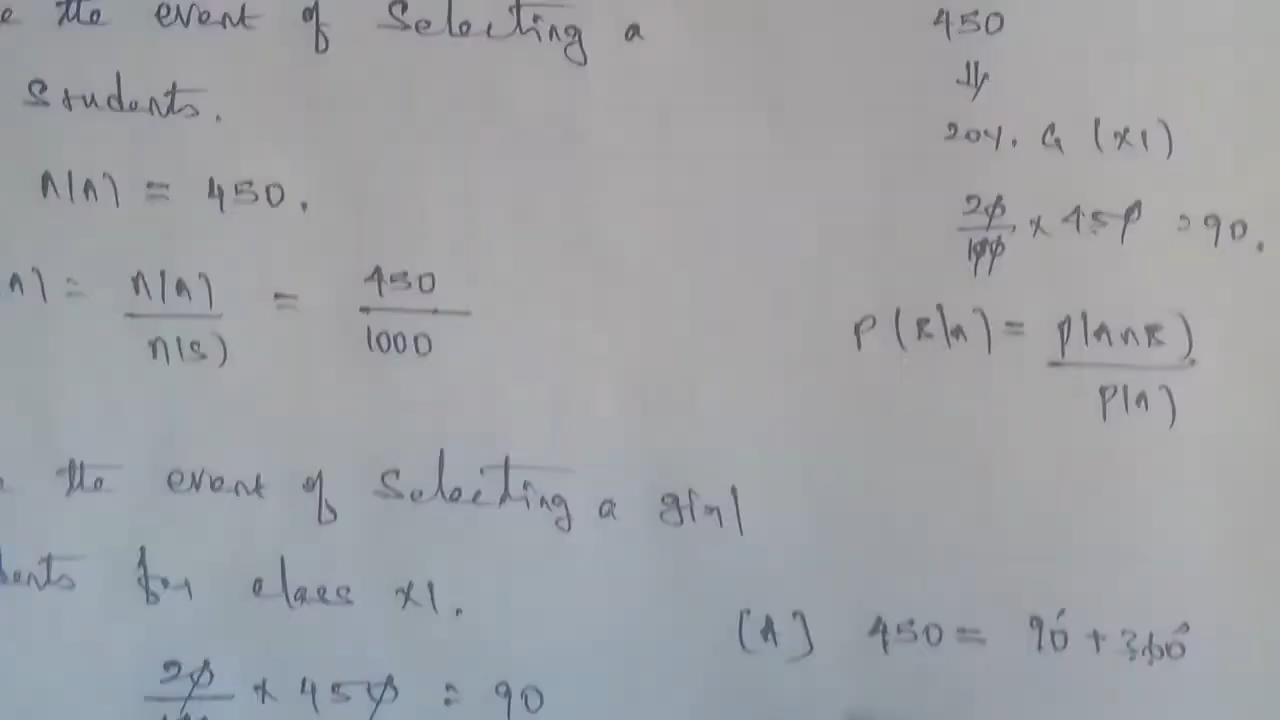 the event of Selecting a
Students.
n(A) = 450.
A) = n(A) / n(S) = 450 / 1000
the event of Selecting a girl
dents for class XI.
20/ × 450 = 90
450
⇓
20%. G (XI)
20/100 × 450 = 90.
P(E|A) = P(A∩E) / P(A)
[A] 450 = 90 + 360